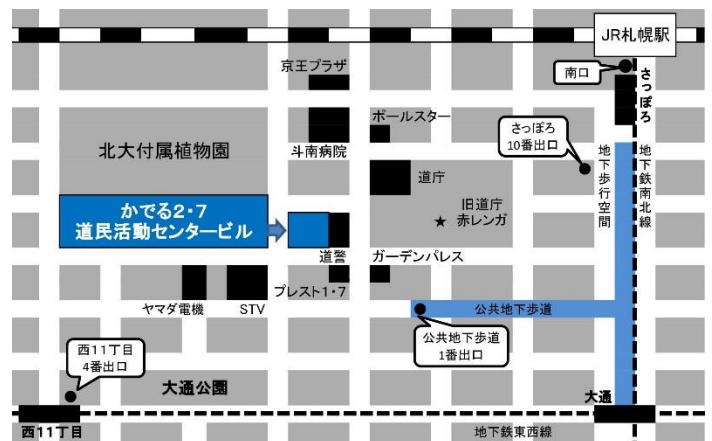 JR札幌駅
南口
さっぽろ
京王プラザ
ポールスター
さっぽろ
10番出口
斗南病院
北大付属植物園
道庁
地下歩行空間
地下鉄南北線
旧道庁
★ 赤レンガ
かでる2・7
道民活動センタービル
道警
ガーデンパレス
プレスト1・7
ヤマダ電機
STV
公共地下歩道
公共地下歩道
1番出口
西11丁目
4番出口
大通公園
大通
西11丁目
地下鉄東西線